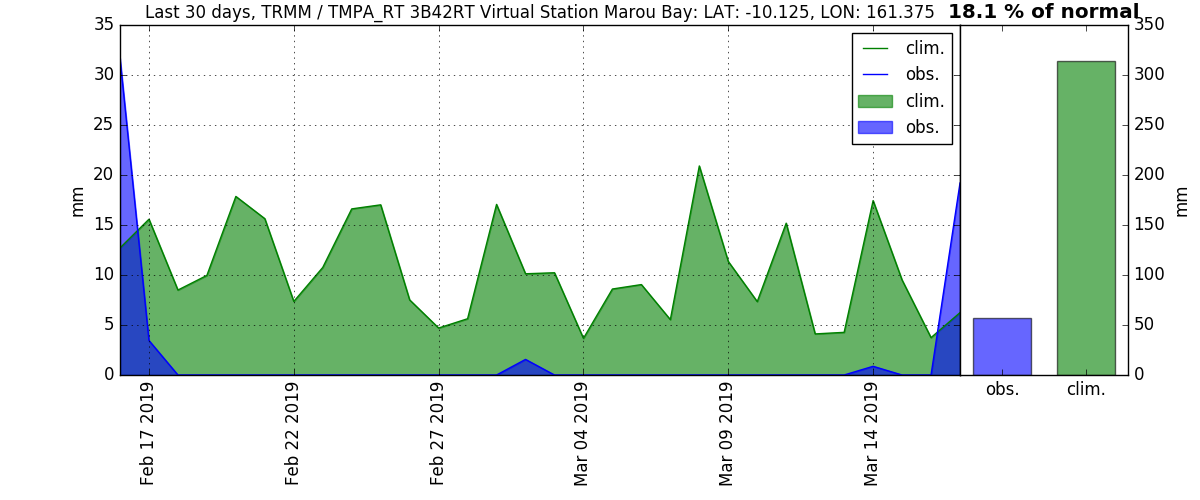 Last 30 days, TRMM / TMPA_RT 3B42RT Virtual Station Marou Bay: LAT: -10.125, LON: 161.375 18.1 % of normal
35
30
25
20
15
10
5
0
mm
clim.
obs.
clim.
obs.
Feb 17 2019
Feb 22 2019
Feb 27 2019
Mar 04 2019
Mar 09 2019
Mar 14 2019
350
300
250
200
150
100
50
0
mm
obs. clim.